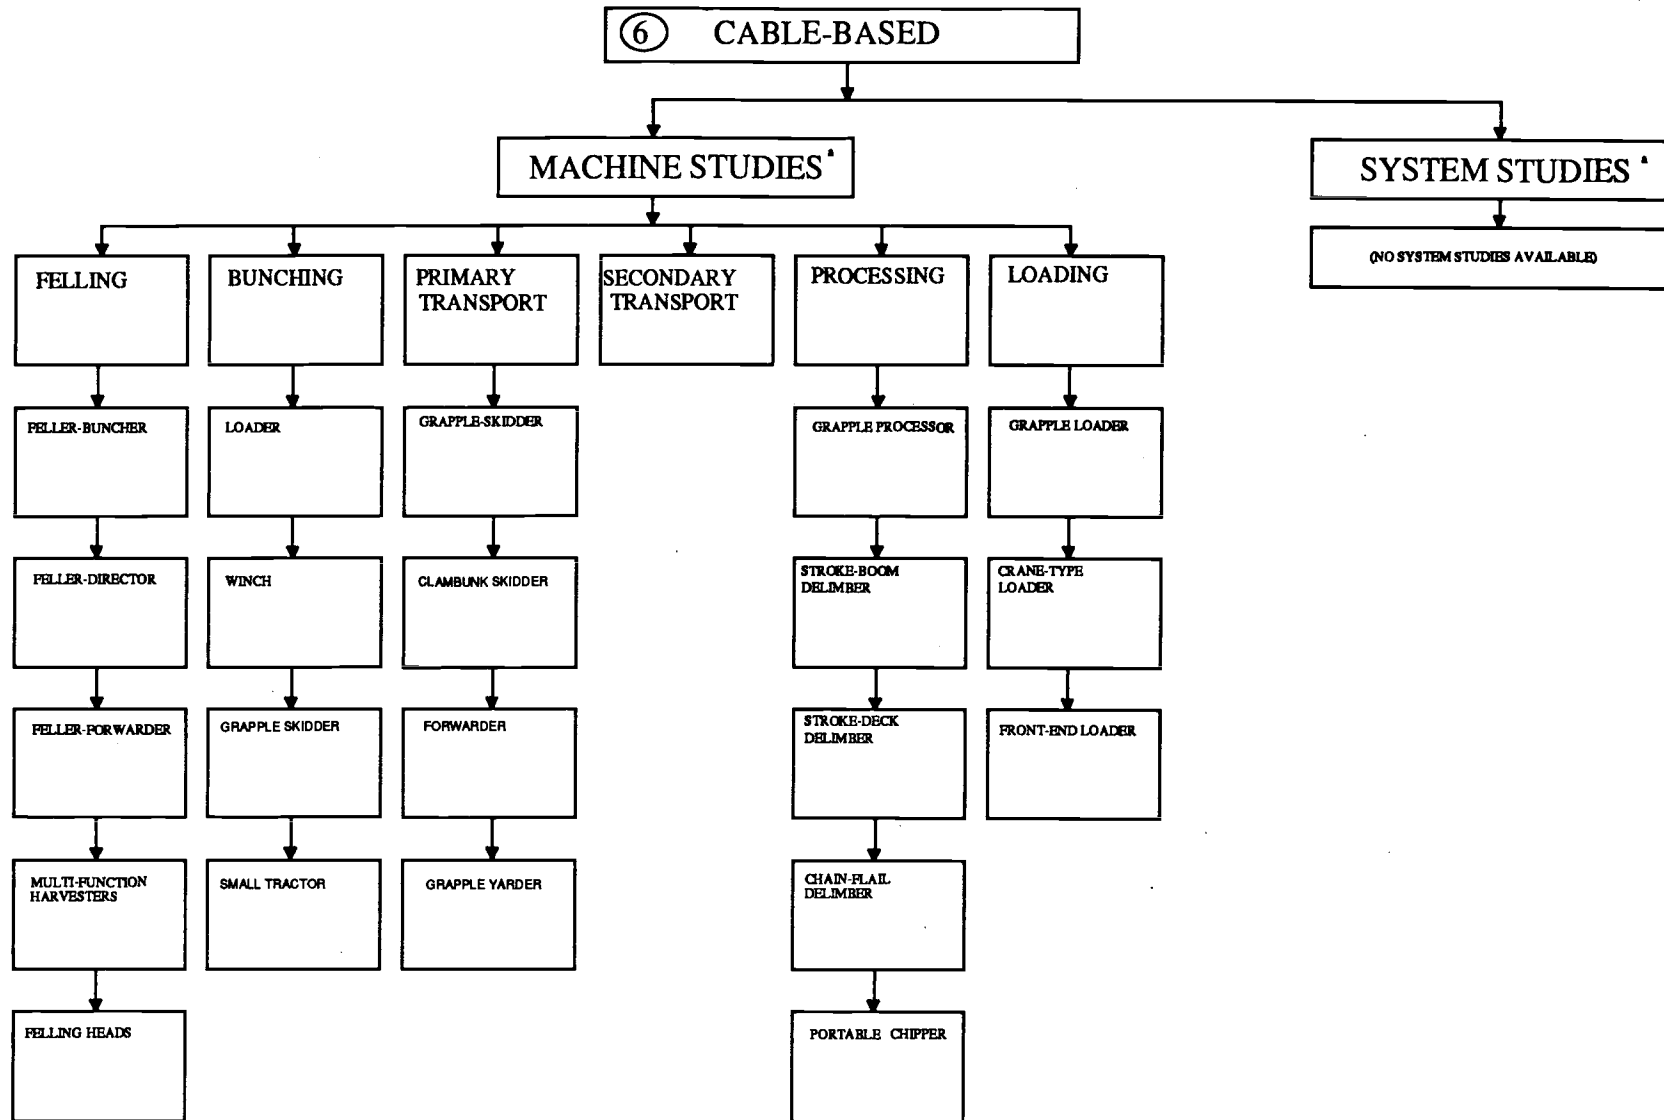 6 CABLE-BASED
MACHINE STUDIES a
SYSTEM STUDIES a
(NO SYSTEM STUDIES AVAILABLE)
FELLING
BUNCHING
PRIMARY
TRANSPORT
SECONDARY
TRANSPORT
PROCESSING
LOADING
FELLER-BUNCHER
LOADER
GRAPPLE-SKIDDER
GRAPPLE PROCESSOR
GRAPPLE LOADER
FELLER-DIRECTOR
WINCH
CLAMBUNK SKIDDER
STROKE-BOOM
DELIMBER
CRANE-TYPE
LOADER
FELLER-FORWARDER
GRAPPLE SKIDDER
FORWARDER
STROKE-DECK
DELIMBER
FRONT-END LOADER
MULTI-FUNCTION
HARVESTERS
SMALL TRACTOR
GRAPPLE YARDER
CHAIN-FLAIL
DELIMBER
FELLING HEADS
PORTABLE CHIPPER